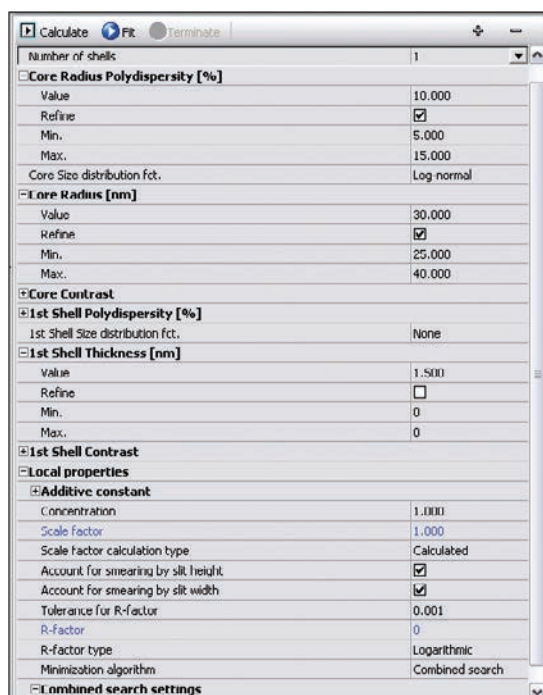 Calculate Fit Terminate
Number of shells 1
Core Radius Polydispersity [%]
Value 10.000
Refine
Min. 5.000
Max. 15.000
Core Size distribution fct. Log-normal
Core Radius [nm]
Value 30.000
Refine
Min. 25.000
Max. 40.000
Core Contrast
1st Shell Polydispersity [%]
1st Shell Size distribution fct. None
1st Shell Thickness [nm]
Value 1.500
Refine
Min. 0
Max. 0
1st Shell Contrast
Local properties
Additive constant
Concentration 1.000
Scale factor 1.000
Scale factor calculation type Calculated
Account for smearing by slit height
Account for smearing by slit width
Tolerance for R-factor 0.001
R-factor 0
R-factor type Logarithmic
Minimization algorithm Combined search
Combined search settings